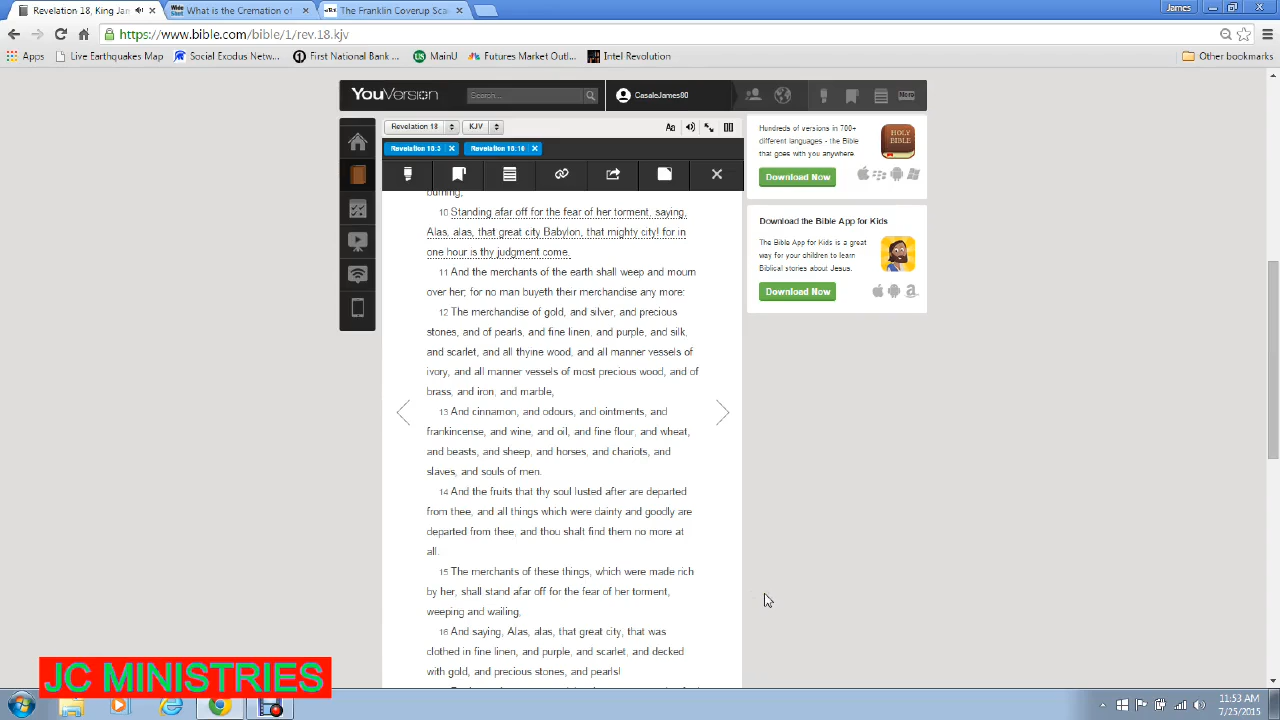 Revelation 18, King Jam
Wide Shot
What is the Cremation of
The Franklin Coverup Sca
James
https://www.bible.com/bible/1/rev.18.kjv
Apps
Live Earthquakes Map
Social Exodus Netw...
First National Bank ...
MainU
Futures Market Out...
Intel Revolution
Other bookmarks
YouVersion
Search...
CasaleJames80
More
Revelation 18
KJV
Aa
Revelation 18:3
Revelation 18:10
burning,
10 Standing afar off for the fear of her torment, saying,
Alas, alas, that great city Babylon, that mighty city! for in
one hour is thy judgment come.
11 And the merchants of the earth shall weep and mourn
over her; for no man buyeth their merchandise any more:
12 The merchandise of gold, and silver, and precious
stones, and of pearls, and fine linen, and purple, and silk,
and scarlet, and all thyine wood, and all manner vessels of
ivory, and all manner vessels of most precious wood, and of
brass, and iron, and marble,
13 And cinnamon, and odours, and ointments, and
frankincense, and wine, and oil, and fine flour, and wheat,
and beasts, and sheep, and horses, and chariots, and
slaves, and souls of men.
14 And the fruits that thy soul lusted after are departed
from thee, and all things which were dainty and goodly are
departed from thee, and thou shalt find them no more at
all.
15 The merchants of these things, which were made rich
by her, shall stand afar off for the fear of her torment,
weeping and wailing,
16 And saying, Alas, alas, that great city, that was
clothed in fine linen, and purple, and scarlet, and decked
with gold, and precious stones, and pearls!
Hundreds of versions in 700+
different languages - the Bible
that goes with you anywhere.
HOLY
BIBLE
Download Now
Download the Bible App for Kids
The Bible App for Kids is a great
way for your children to learn
Biblical stories about Jesus.
Download Now
JC MINISTRIES
11:53 AM
7/25/2015